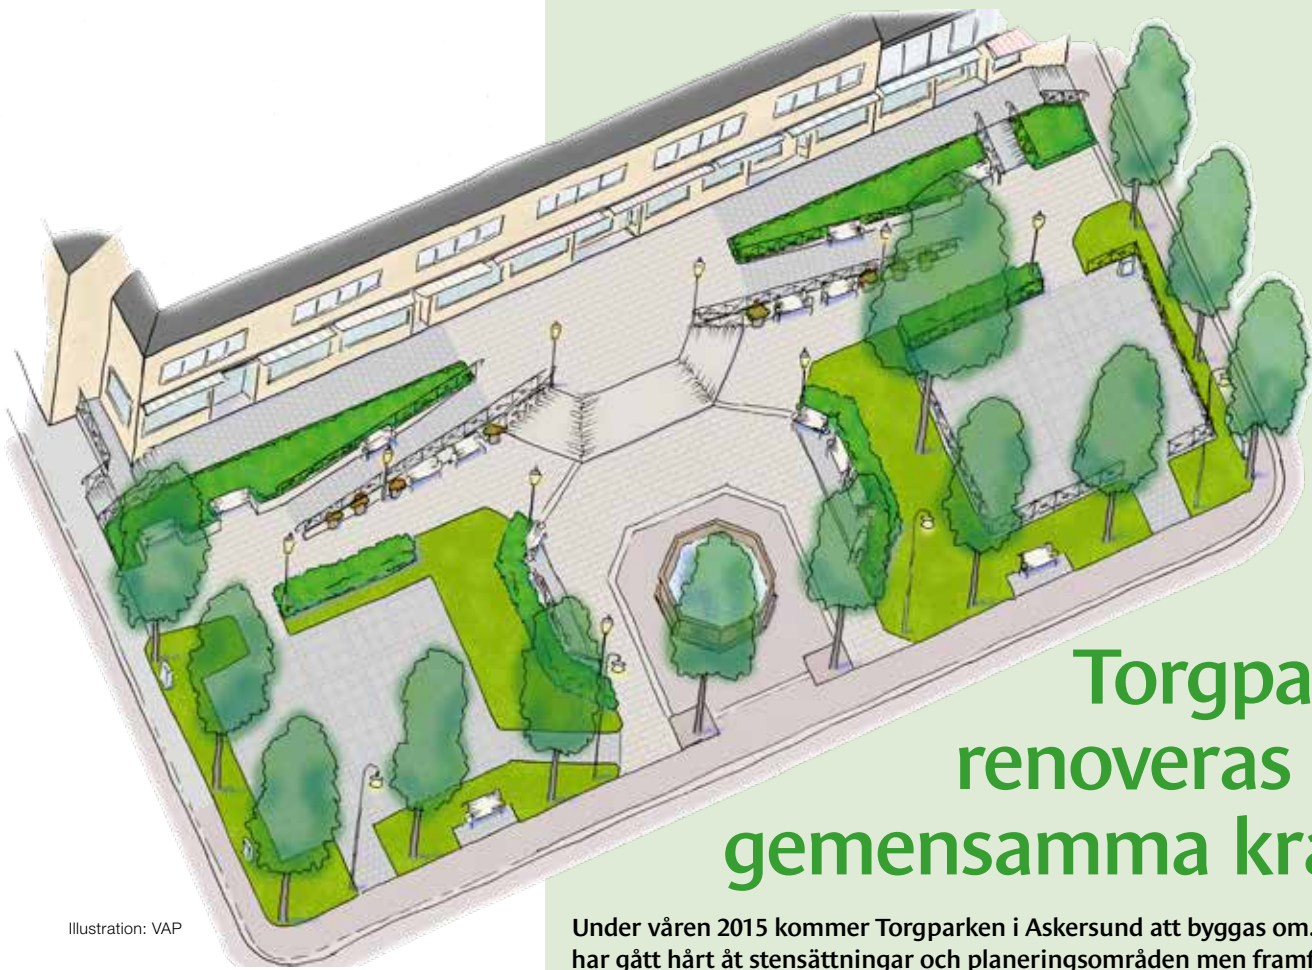 Torgpa
renoveras
gemensamma kra
Illustration: VAP
Under våren 2015 kommer Torgparken i Askersund att byggas om.
har gått hårt åt stensättningar och planeringsområden men framf